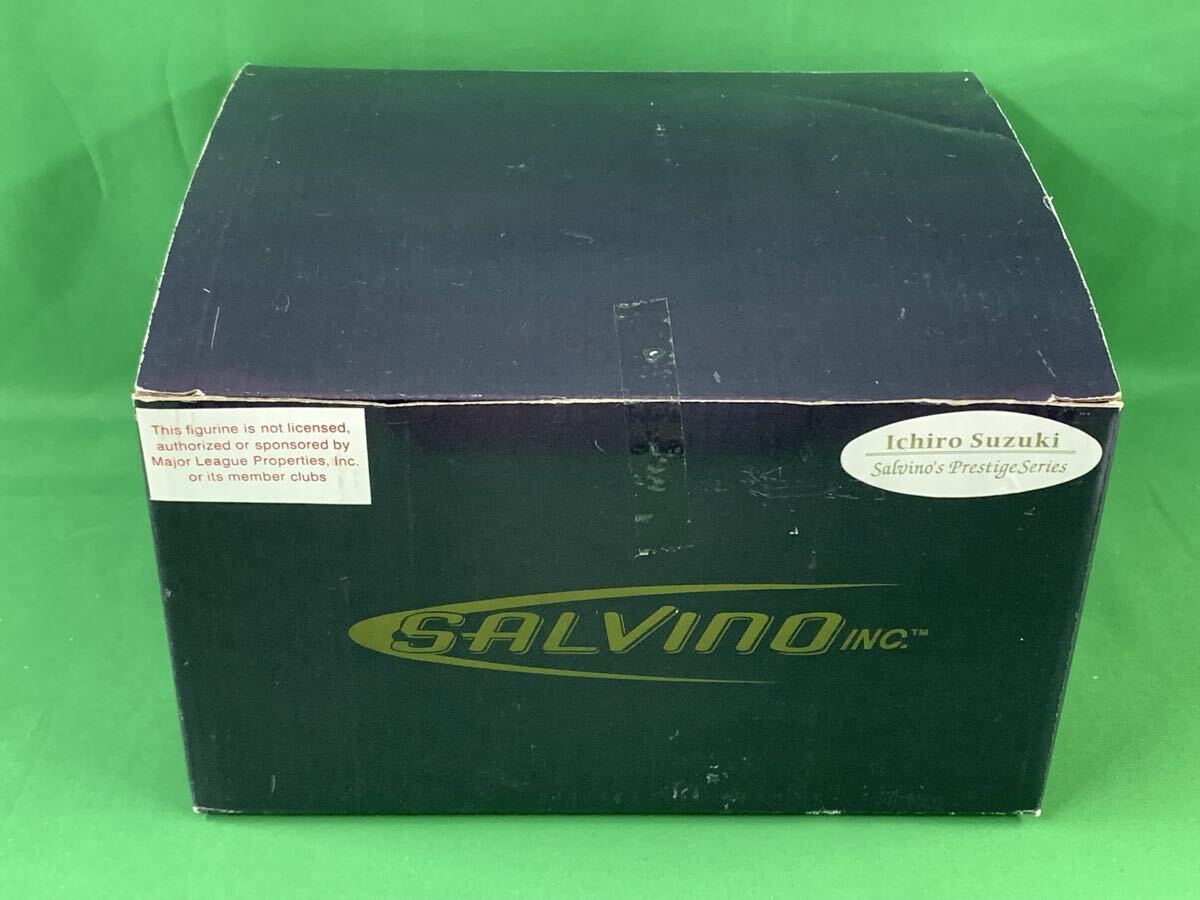 This figurine is not licensed,
authorized or sponsored by
Major League Properties, Inc.
or its member clubs
Ichiro Suzuki
Salvino's Prestige Series
SALVINO INC.™